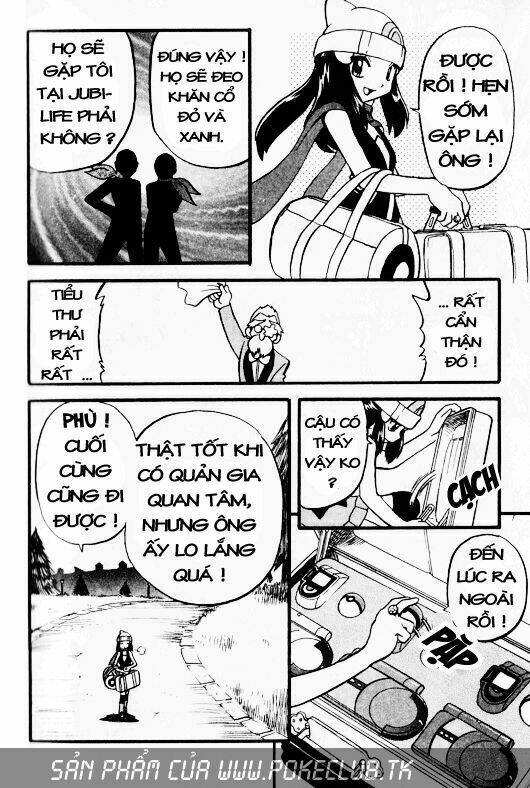 HỌ SẼ
GẶP TÔI
TẠI JUBI-
LIFE PHẢI
KHÔNG ?
ĐÚNG VẬY !
HỌ SẼ ĐEO
KHĂN CỔ
ĐỎ VÀ
XANH.
ĐƯỢC
RỒI ! HẸN
SỚM
GẶP LẠI
ÔNG !
TIỂU
THƯ
PHẢI
RẤT
RẤT ...
... RẤT
CẨN
THẬN
ĐÓ !
PHÙ !
CUỐI
CÙNG
CŨNG ĐI
ĐƯỢC !
THẬT TỐT KHI
CÓ QUẢN GIA
QUAN TÂM,
NHƯNG ÔNG
ẤY LO LẮNG
QUÁ !
CẬU CÓ
THẤY
VẬY KO
?
CẠCH
ĐẾN
LÚC RA
NGOÀI
RỒI !
PẶP
SẢN PHẨM CỦA WWW.POKECLUB.TK